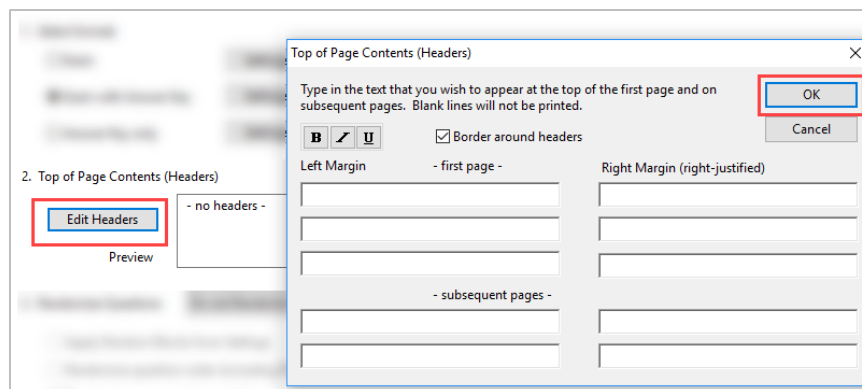 2. Top of Page Contents (Headers)
Edit Headers
- no headers -
Preview
Top of Page Contents (Headers)
Type in the text that you wish to appear at the top of the first page and on
subsequent pages. Blank lines will not be printed.
OK
Cancel
B I U
Border around headers
Left Margin - first page - Right Margin (right-justified)
- subsequent pages -